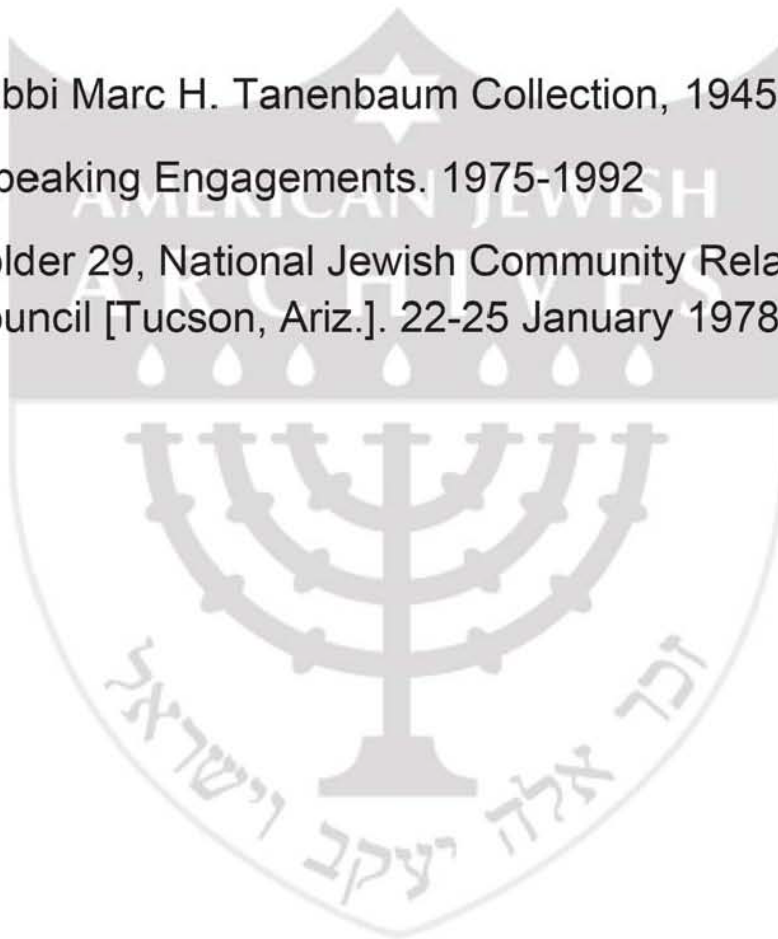 bbi Marc H. Tanenbaum Collection, 1945
peaking Engagements. 1975-1992
AMERICAN JEWISH
older 29, National Jewish Community Rela
ARCHIVES
ouncil [Tucson, Ariz.]. 22-25 January 1978
זכר אלה יעקב וישראל